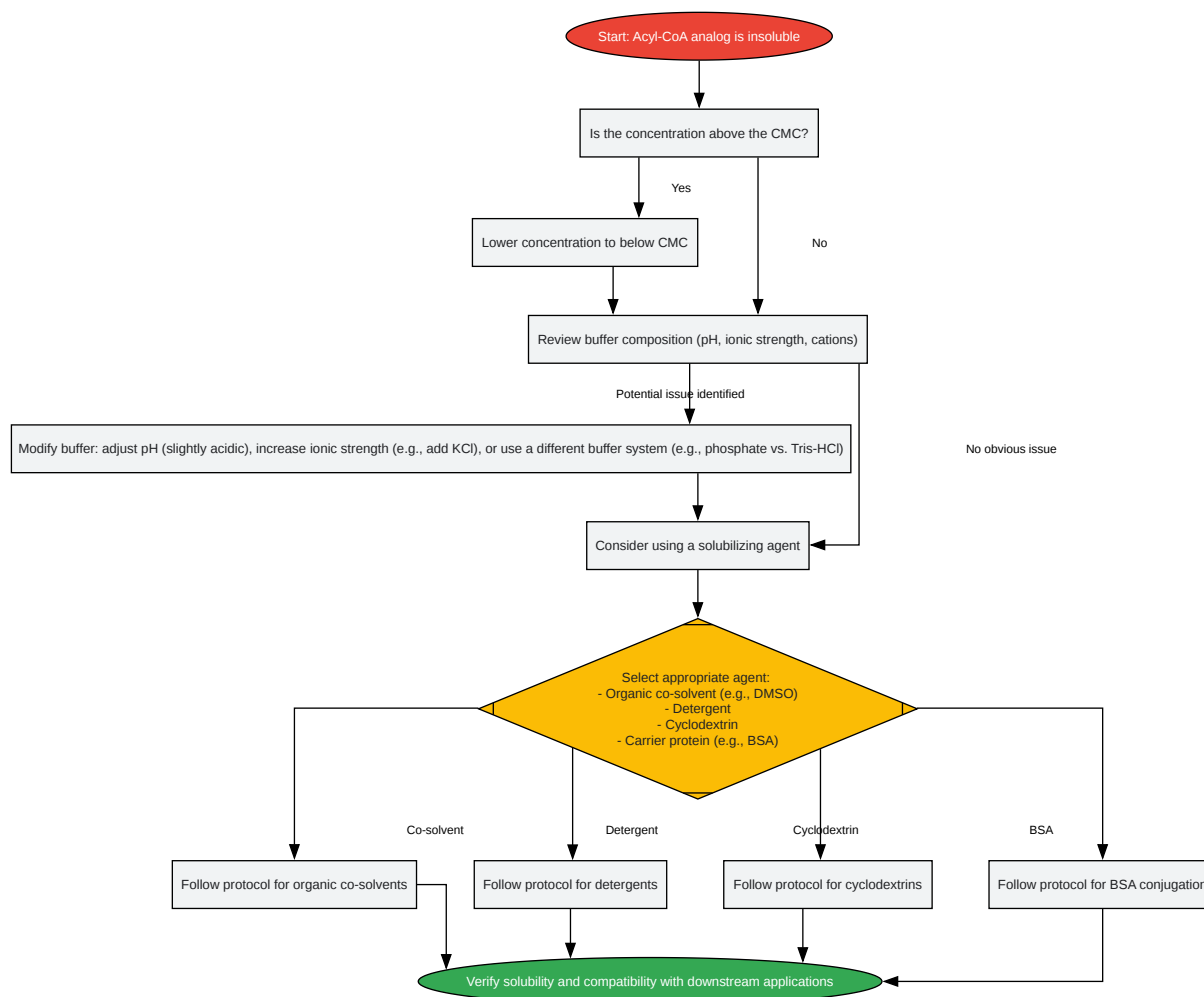 Start: Acyl-CoA analog is insoluble
Is the concentration above the CMC?
Yes
Lower concentration to below CMC
No
Review buffer composition (pH, ionic strength, cations)
Potential issue identified
Modify buffer: adjust pH (slightly acidic), increase ionic strength (e.g., add KCl), or use a different buffer system (e.g., phosphate vs. Tris-HCl)
No obvious issue
Consider using a solubilizing agent
Select appropriate agent:
- Organic co-solvent (e.g., DMSO)
- Detergent
- Cyclodextrin
- Carrier protein (e.g., BSA)
Co-solvent
Detergent
Cyclodextrin
BSA
Follow protocol for organic co-solvents
Follow protocol for detergents
Follow protocol for cyclodextrins
Follow protocol for BSA conjugation
Verify solubility and compatibility with downstream applications